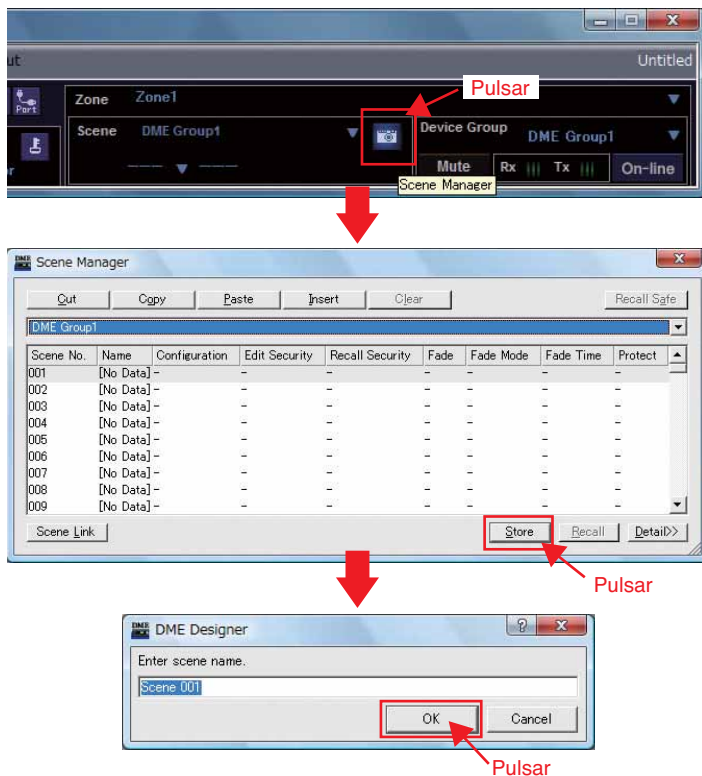 ut Untitled
Pulsar
Port Zone Zone1
Scene DME Group1 Device Group DME Group1
or --- ---
Mute Rx Tx On-line
Scene Manager
DME Scene Manager
Cut Copy Paste Insert Clear Recall Safe
DME Group1
Scene No. Name Configuration Edit Security Recall Security Fade Fade Mode Fade Time Protect
001 [No Data] - - - - - - -
002 [No Data] - - - - - - -
003 [No Data] - - - - - - -
004 [No Data] - - - - - - -
005 [No Data] - - - - - - -
006 [No Data] - - - - - - -
007 [No Data] - - - - - - -
008 [No Data] - - - - - - -
009 [No Data] - - - - - - -
Scene Link Store Recall Detail>>
Pulsar
DME DME Designer
Enter scene name.
Scene 001
OK Cancel
Pulsar